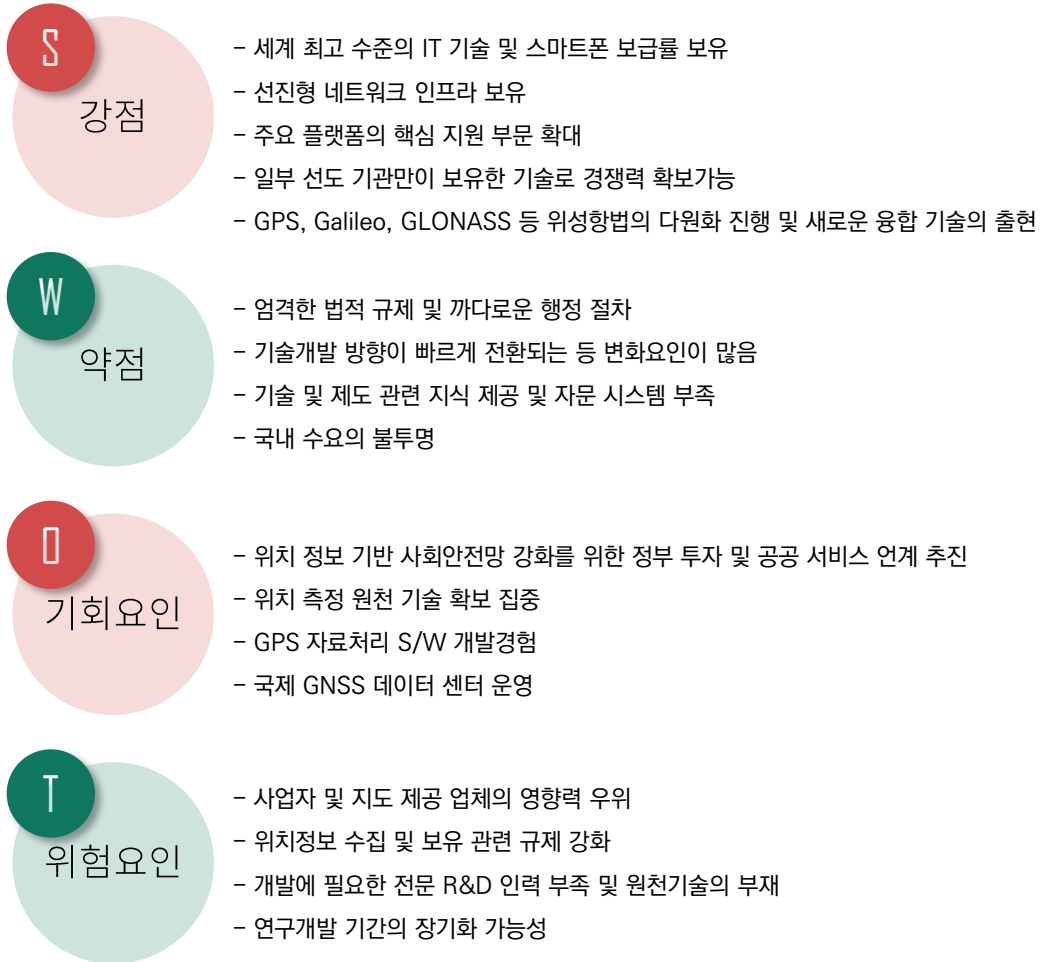 S
강점
- 세계 최고 수준의 IT 기술 및 스마트폰 보급률 보유
- 선진형 네트워크 인프라 보유
- 주요 플랫폼의 핵심 지원 부문 확대
- 일부 선도 기관만이 보유한 기술로 경쟁력 확보가능
- GPS, Galileo, GLONASS 등 위성항법의 다원화 진행 및 새로운 융합 기술의 출현
W
약점
- 엄격한 법적 규제 및 까다로운 행정 절차
- 기술개발 방향이 빠르게 전환되는 등 변화요인이 많음
- 기술 및 제도 관련 지식 제공 및 자문 시스템 부족
- 국내 수요의 불투명
O
기회요인
- 위치 정보 기반 사회안전망 강화를 위한 정부 투자 및 공공 서비스 언계 추진
- 위치 측정 원천 기술 확보 집중
- GPS 자료처리 S/W 개발경험
- 국제 GNSS 데이터 센터 운영
T
위험요인
- 사업자 및 지도 제공 업체의 영향력 우위
- 위치정보 수집 및 보유 관련 규제 강화
- 개발에 필요한 전문 R&D 인력 부족 및 원천기술의 부재
- 연구개발 기간의 장기화 가능성